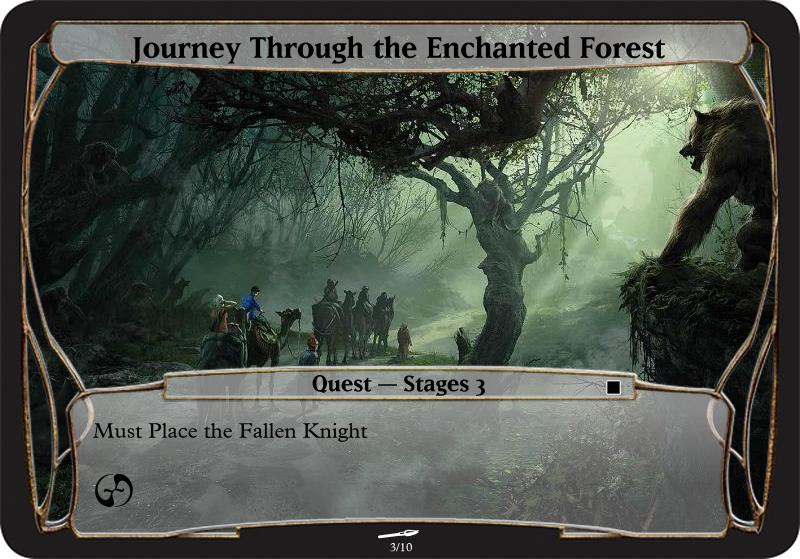 Journey Through the Enchanted Forest
Quest — Stages 3
Must Place the Fallen Knight
3/10